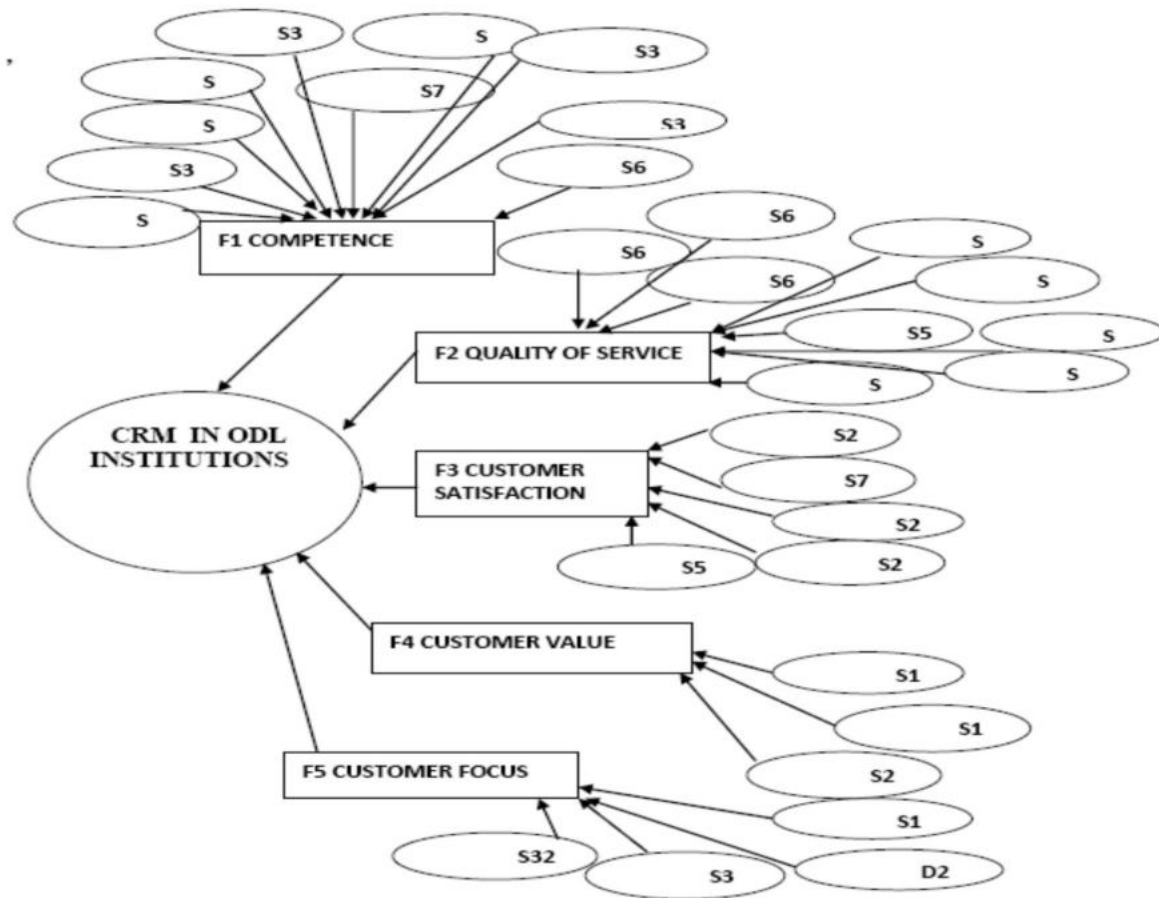 S3
S
S3
,
S
S7
S
S3
S3
S6
S
F1 COMPETENCE
S6
S
S6
S6
S
S5
S
F2 QUALITY OF SERVICE
S
S
CRM IN ODL
INSTITUTIONS
S2
F3 CUSTOMER
SATISFACTION
S7
S2
S5
S2
F4 CUSTOMER VALUE
S1
S1
S2
F5 CUSTOMER FOCUS
S1
S32
S3
D2